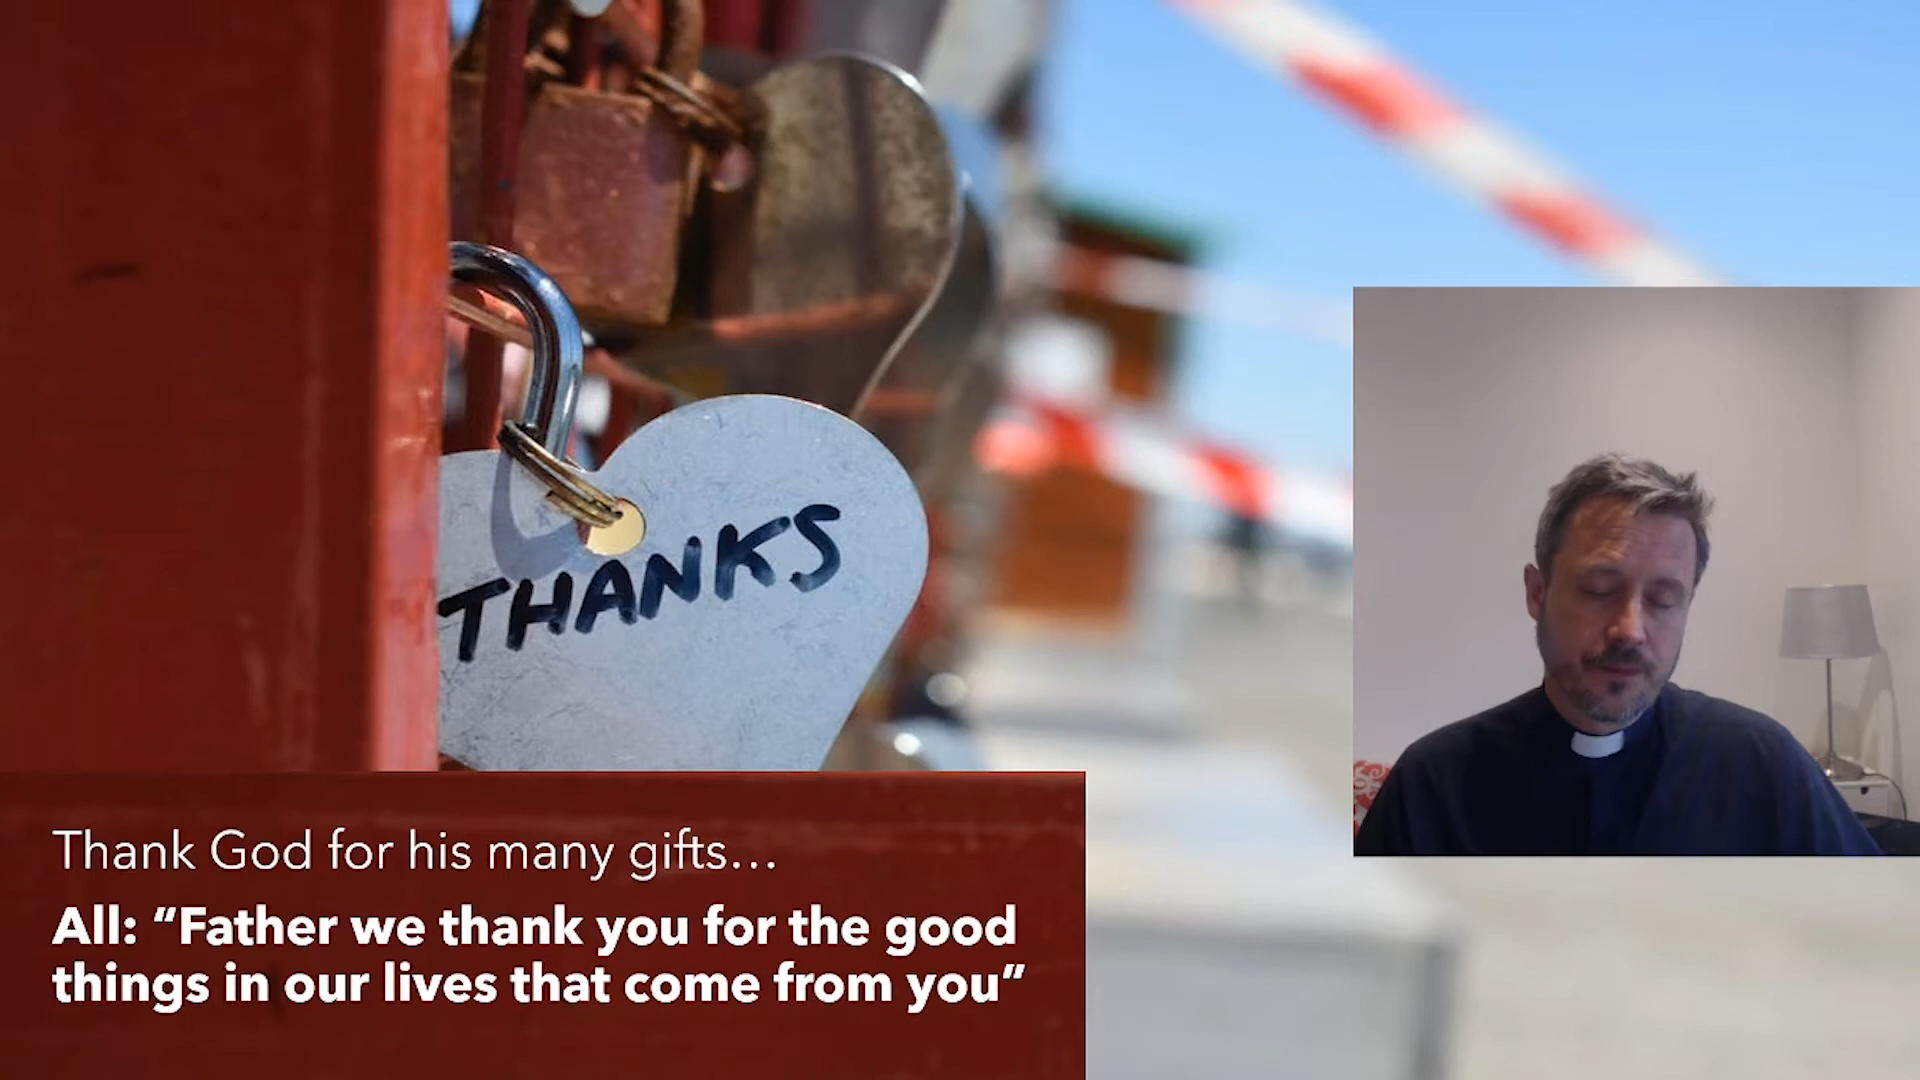 THANKS
Thank God for his many gifts…
All: “Father we thank you for the good
things in our lives that come from you”